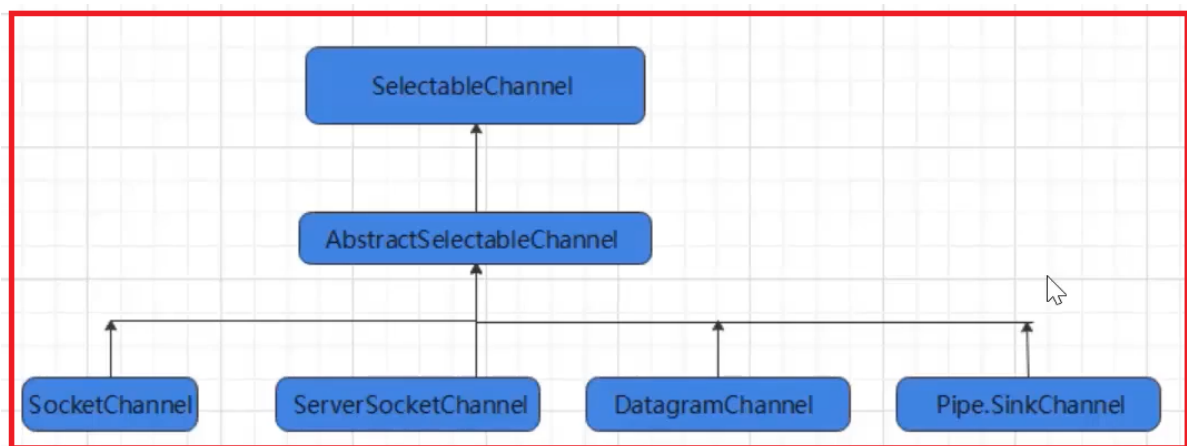 SelectableChannel
AbstractSelectableChannel
SocketChannel
ServerSocketChannel
DatagramChannel
Pipe.SinkChannel